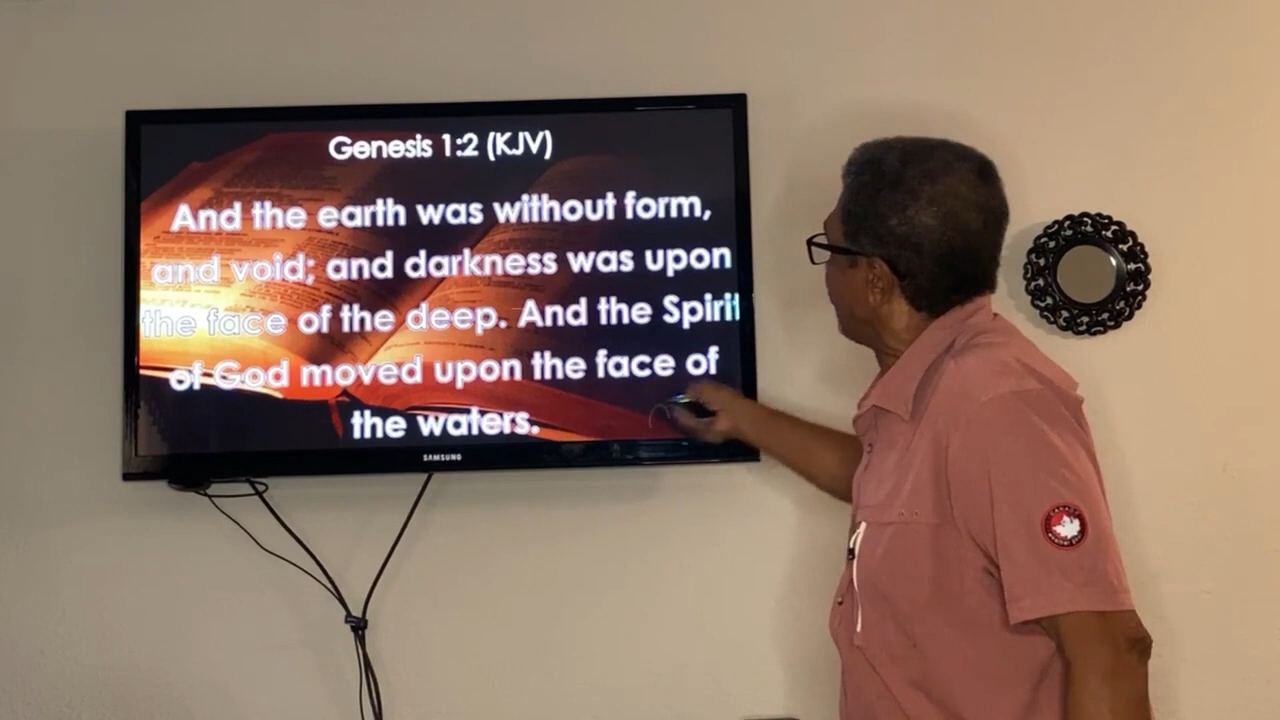 Genesis 1:2 (KJV)
And the earth was without form,
and void; and darkness was upon
the face of the deep. And the Spirit
of God moved upon the face of
the waters.
SAMSUNG